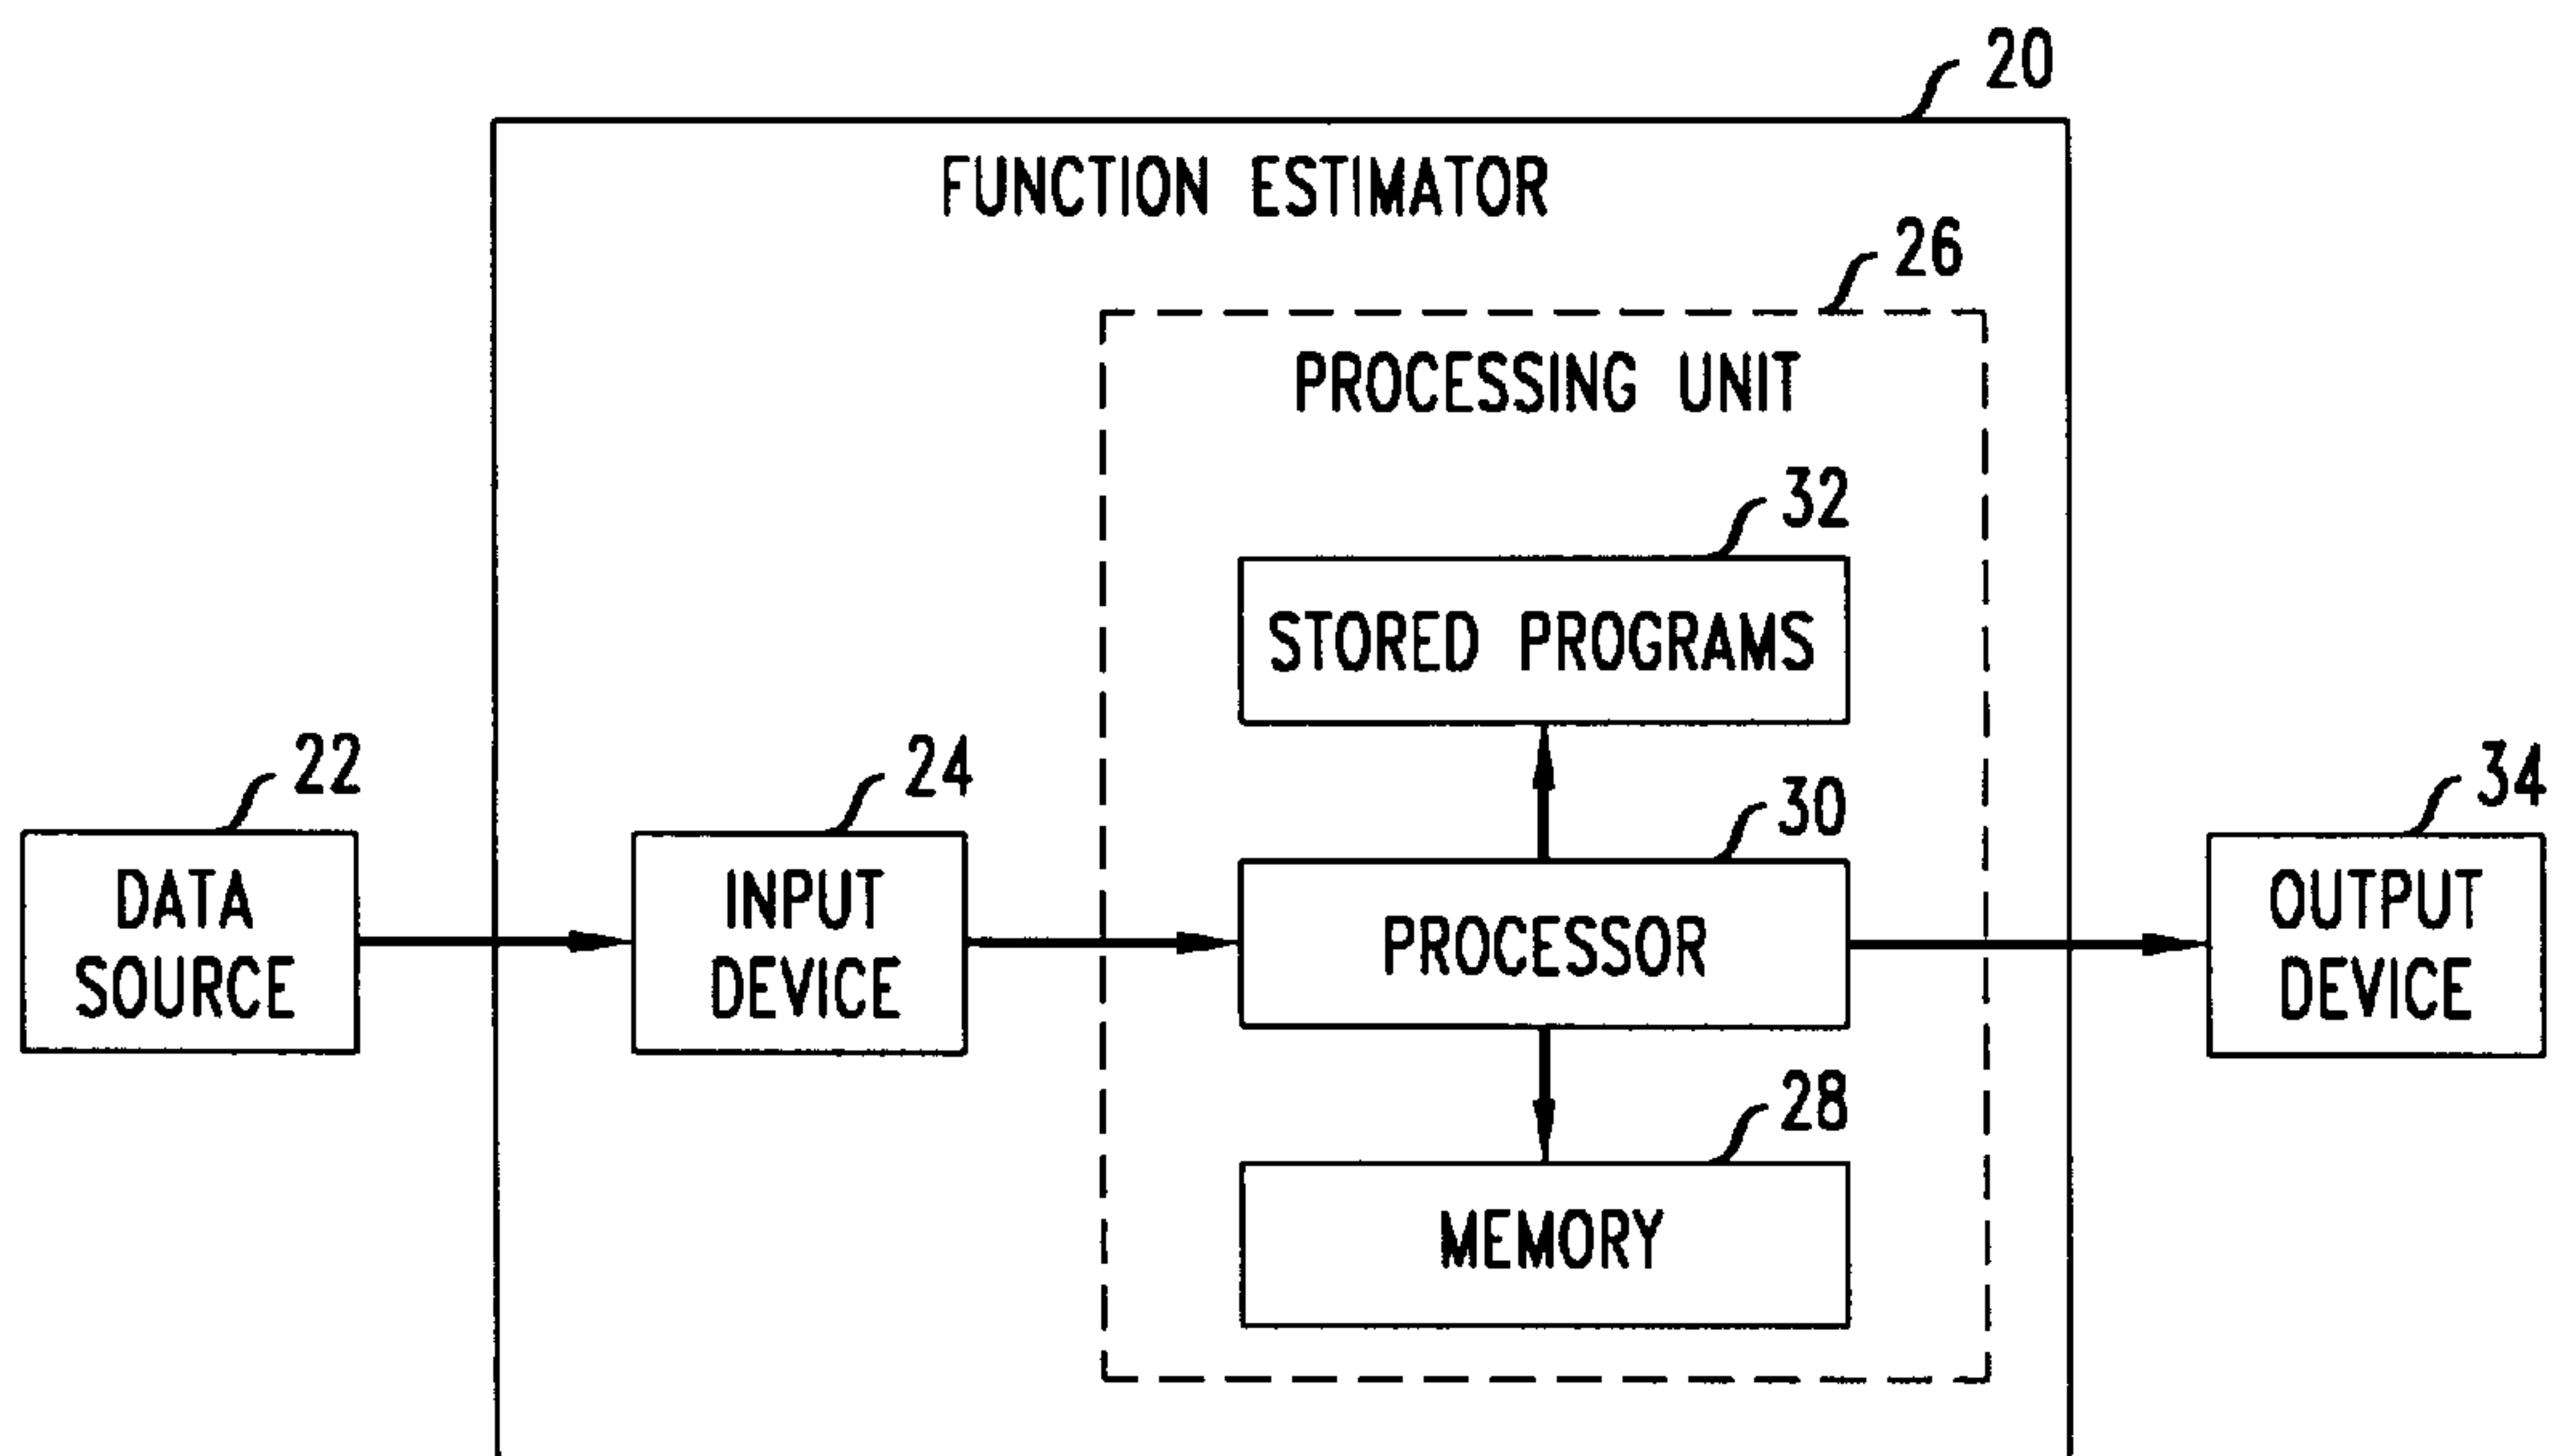 20
FUNCTION ESTIMATOR
26
PROCESSING UNIT
32
STORED PROGRAMS
22
DATA
SOURCE
24
INPUT
DEVICE
30
PROCESSOR
34
OUTPUT
DEVICE
28
MEMORY